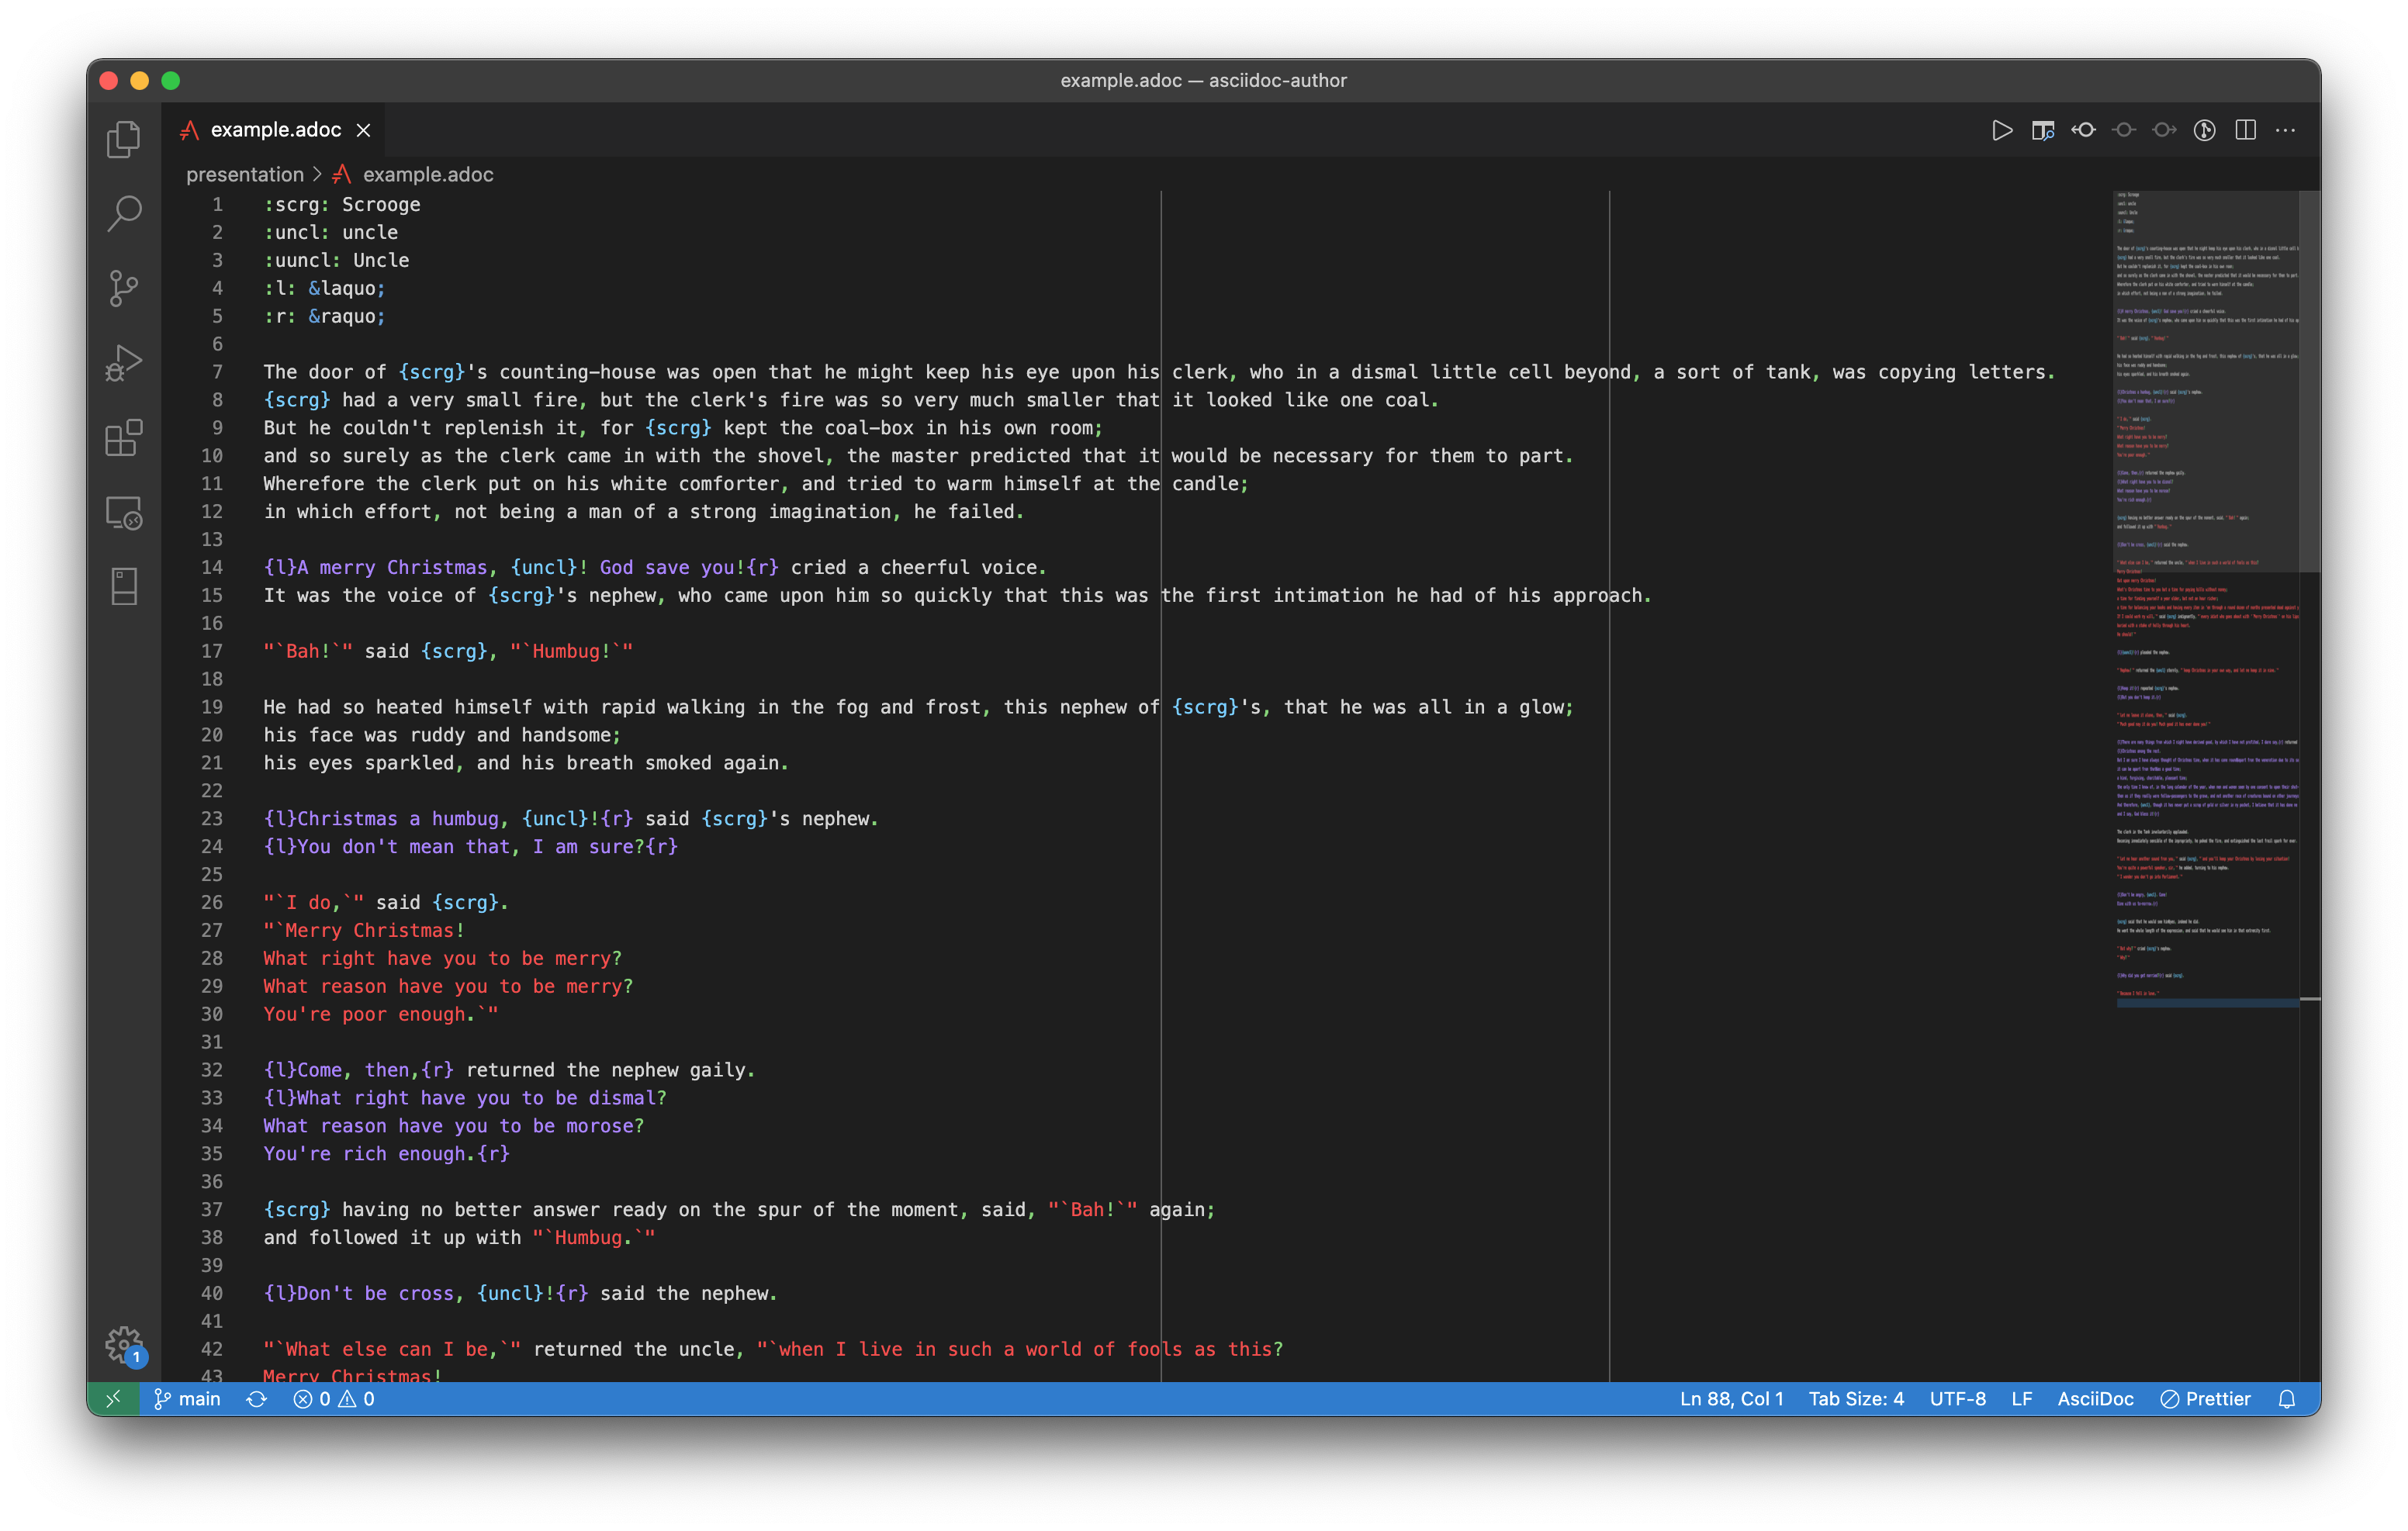 example.adoc — asciidoc-author
example.adoc
presentation > example.adoc
1 :scrg: Scrooge
2 :uncl: uncle
3 :uuncl: Uncle
4 :l: &laquo;
5 :r: &raquo;
6
7 The door of {scrg}'s counting-house was open that he might keep his eye upon his clerk, who in a dismal little cell beyond, a sort of tank, was copying letters.
8 {scrg} had a very small fire, but the clerk's fire was so very much smaller that it looked like one coal.
9 But he couldn't replenish it, for {scrg} kept the coal-box in his own room;
10 and so surely as the clerk came in with the shovel, the master predicted that it would be necessary for them to part.
11 Wherefore the clerk put on his white comforter, and tried to warm himself at the candle;
12 in which effort, not being a man of a strong imagination, he failed.
13
14 {l}A merry Christmas, {uncl}! God save you!{r} cried a cheerful voice.
15 It was the voice of {scrg}'s nephew, who came upon him so quickly that this was the first intimation he had of his approach.
16
17 "`Bah!`" said {scrg}, "`Humbug!`"
18
19 He had so heated himself with rapid walking in the fog and frost, this nephew of {scrg}'s, that he was all in a glow;
20 his face was ruddy and handsome;
21 his eyes sparkled, and his breath smoked again.
22
23 {l}Christmas a humbug, {uncl}!{r} said {scrg}'s nephew.
24 {l}You don't mean that, I am sure?{r}
25
26 "`I do,`" said {scrg}.
27 "`Merry Christmas!
28 What right have you to be merry?
29 What reason have you to be merry?
30 You're poor enough.`"
31
32 {l}Come, then,{r} returned the nephew gaily.
33 {l}What right have you to be dismal?
34 What reason have you to be morose?
35 You're rich enough.{r}
36
37 {scrg} having no better answer ready on the spur of the moment, said, "`Bah!`" again;
38 and followed it up with "`Humbug.`"
39
40 {l}Don't be cross, {uncl}!{r} said the nephew.
41
42 "`What else can I be,`" returned the uncle, "`when I live in such a world of fools as this?
43 Merry Christmas!
1
main 0 0 Ln 88, Col 1 Tab Size: 4 UTF-8 LF AsciiDoc Prettier